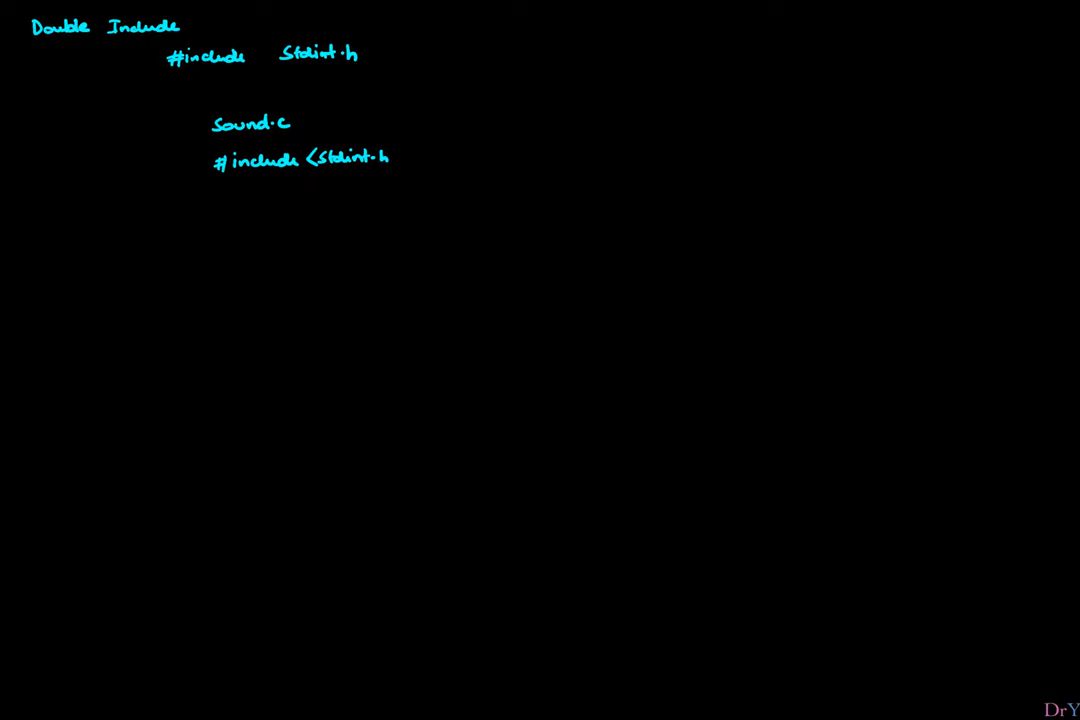 Double Include
#include Stdint.h
Sound.c
#include <Stdint.h
DrY